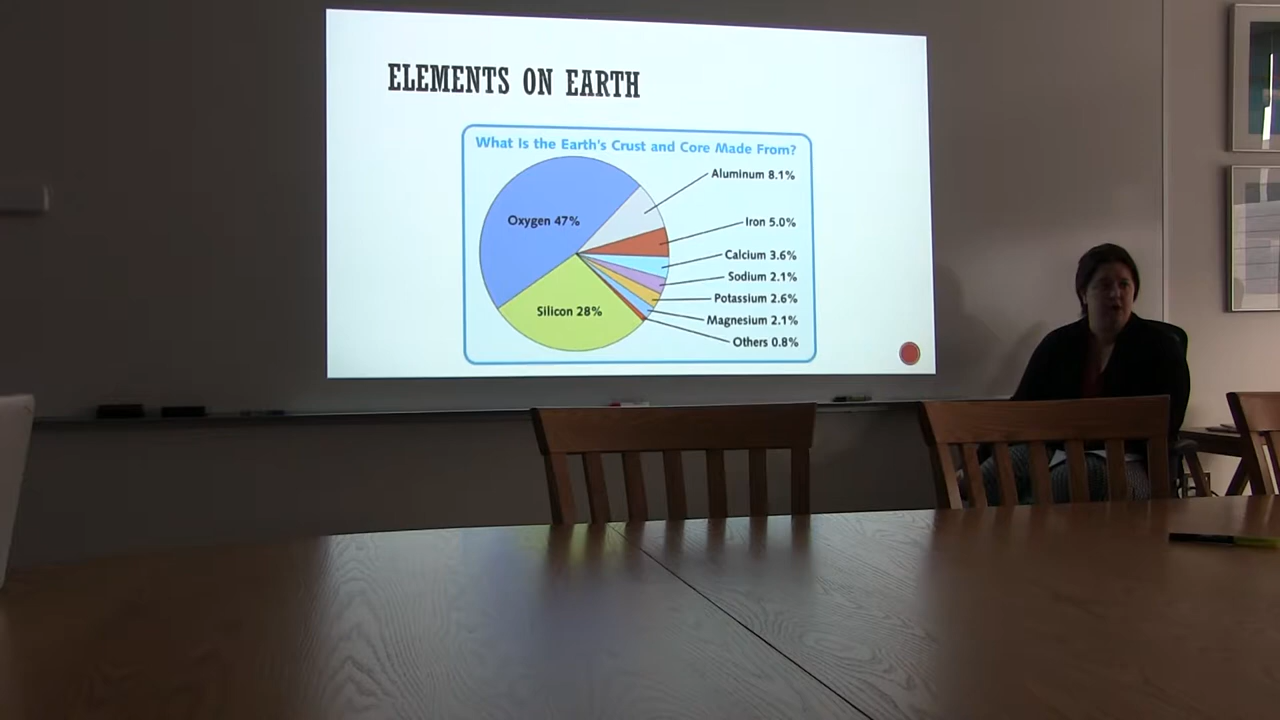 ELEMENTS ON EARTH
What Is the Earth's Crust and Core Made From?
Aluminum 8.1%
Oxygen 47%
Iron 5.0%
Calcium 3.6%
Sodium 2.1%
Potassium 2.6%
Silicon 28%
Magnesium 2.1%
Others 0.8%